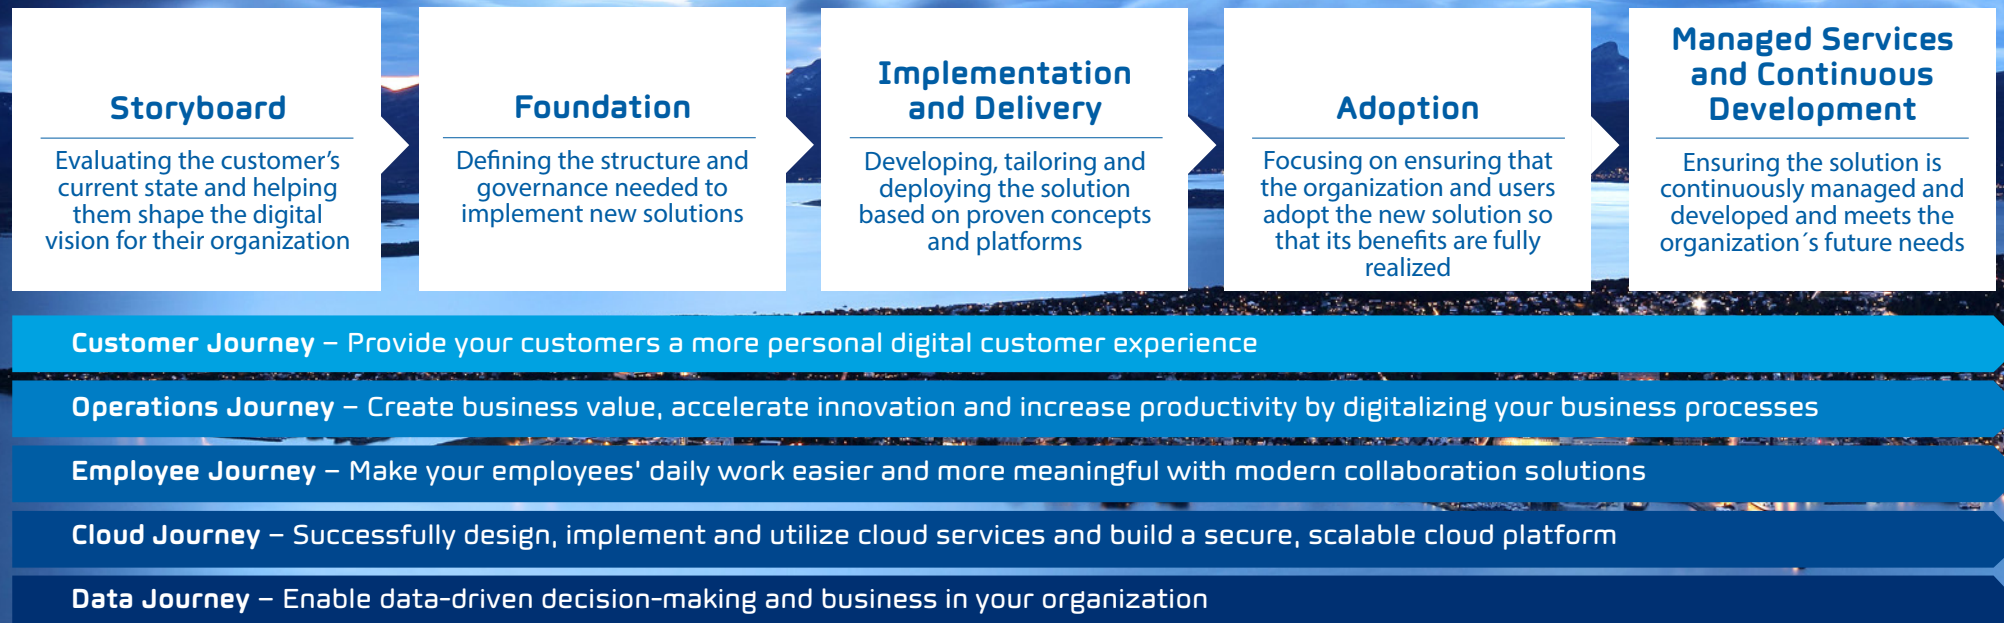 Storyboard
Evaluating the customer’s
current state and helping
them shape the digital
vision for their organization
Foundation
Defining the structure and
governance needed to
implement new solutions
Implementation
and Delivery
Developing, tailoring and
deploying the solution
based on proven concepts
and platforms
Adoption
Focusing on ensuring that
the organization and users
adopt the new solution so
that its benefits are fully
realized
Managed Services
and Continuous
Development
Ensuring the solution is
continuously managed and
developed and meets the
organization´s future needs
Customer Journey – Provide your customers a more personal digital customer experience
Operations Journey – Create business value, accelerate innovation and increase productivity by digitalizing your business processes
Employee Journey – Make your employees' daily work easier and more meaningful with modern collaboration solutions
Cloud Journey – Successfully design, implement and utilize cloud services and build a secure, scalable cloud platform
Data Journey – Enable data-driven decision-making and business in your organization